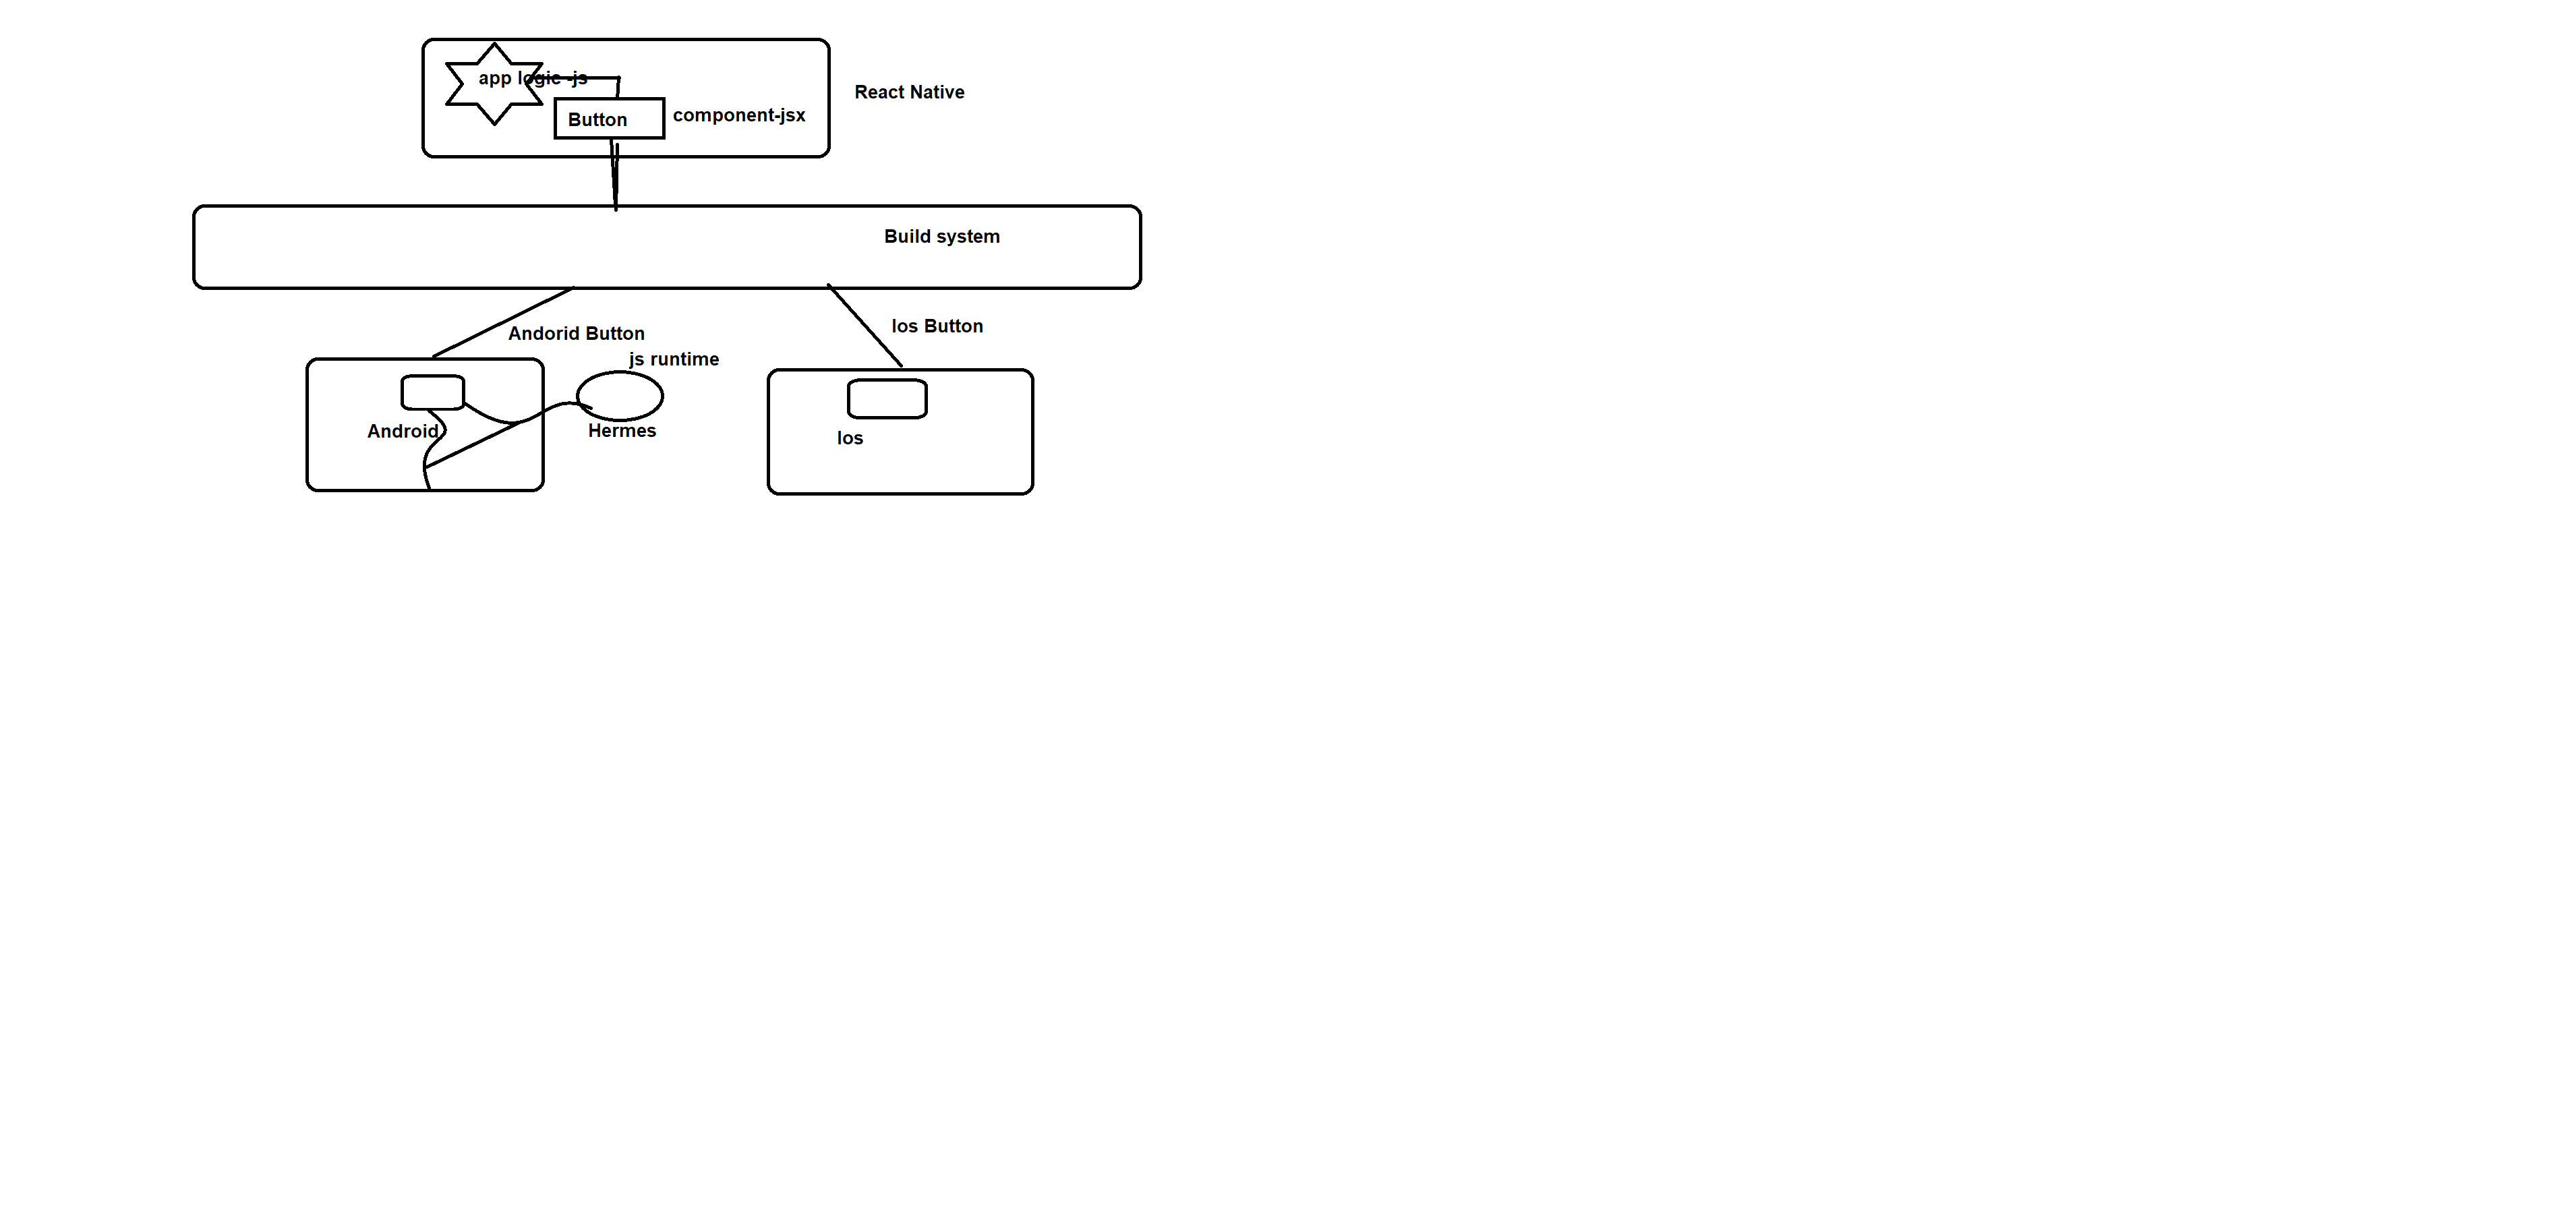 app logic -js
React Native
Button
component-jsx
Build system
Andorid Button
Ios Button
js runtime
Android
Hermes
Ios